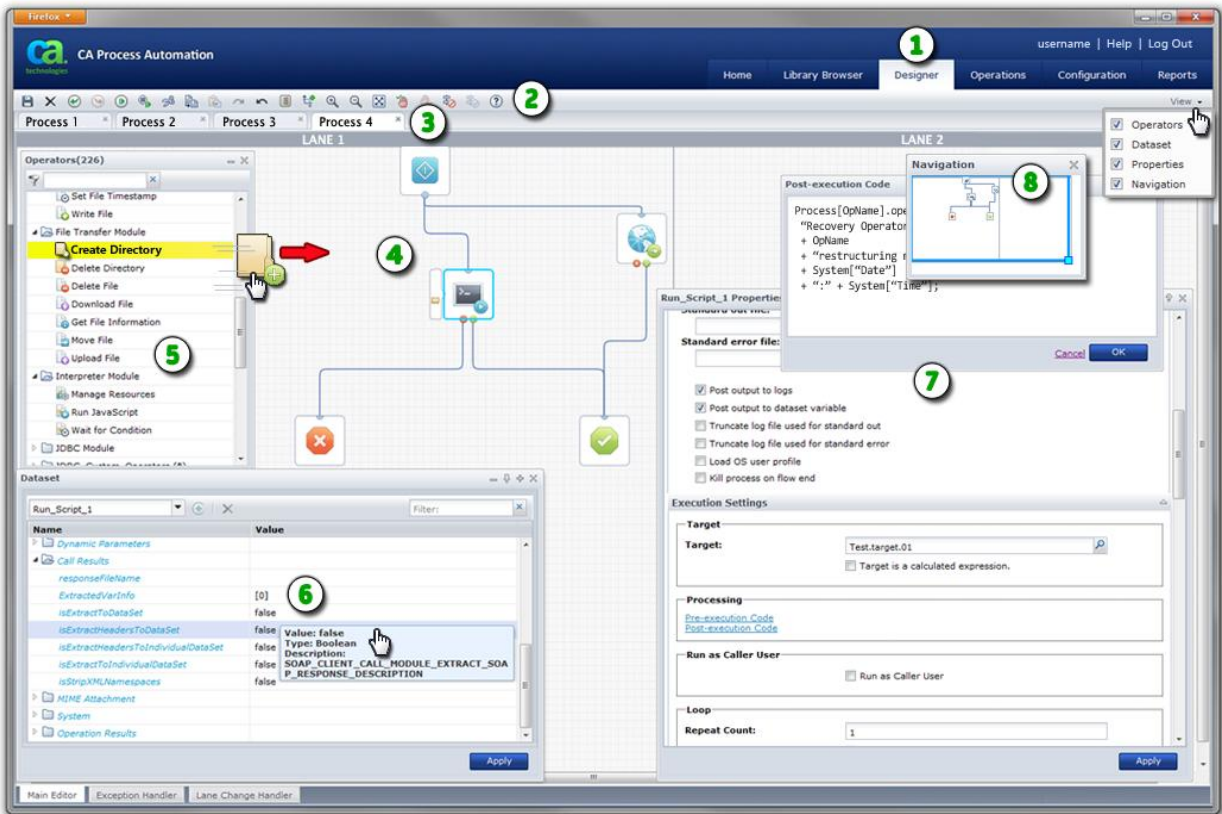 Firefox
1
ca.
technologies
CA Process Automation
username | Help | Log Out
Home Library Browser Designer Operations Configuration Reports
2
View
Process 1 Process 2 Process 3 Process 4
3
Operators
Dataset
Properties
Navigation
LANE 1 LANE 2
Operators(226)
Set File Timestamp
Write File
File Transfer Module
Create Directory
Delete Directory
Delete File
Download File
Get File Information
Move File
Upload File
5
Interpreter Module
Manage Resources
Run JavaScript
Wait for Condition
JDBC Module
JDBC Custom Operators (8)
4
Navigation
8
Post-execution Code
Process[OpName].ope
"Recovery Operator
+ OpName
+ "restructuring
+ System["Date"]
+ ":" + System["Time"];
Cancel OK
7
Run_Script_1 Properties
Standard out file:
Standard error file:
Post output to logs
Post output to dataset variable
Truncate log file used for standard out
Truncate log file used for standard error
Load OS user profile
Kill process on flow end
Execution Settings
Target
Target: Test.target.01
Target is a calculated expression.
Processing
Pre-execution Code
Post-execution Code
Run as Caller User
Run as Caller User
Loop
Repeat Count: 1
Apply
Dataset
Run_Script_1 Filter:
Name Value
Dynamic Parameters
Call Results
responseFileName
ExtractedVarInfo [0]
6
isExtractToDataSet false
isExtractHeadersToDataSet false
isExtractHeadersToIndividualDataSet false
isExtractToIndividualDataSet false
isStripXMLNamespaces false
Value: false
Type: Boolean
Description:
SOAP_CLIENT_CALL_MODULE_EXTRACT_SOA
P_RESPONSE_DESCRIPTION
MIME Attachment
System
Operation Results
Apply
Main Editor Exception Handler Lane Change Handler